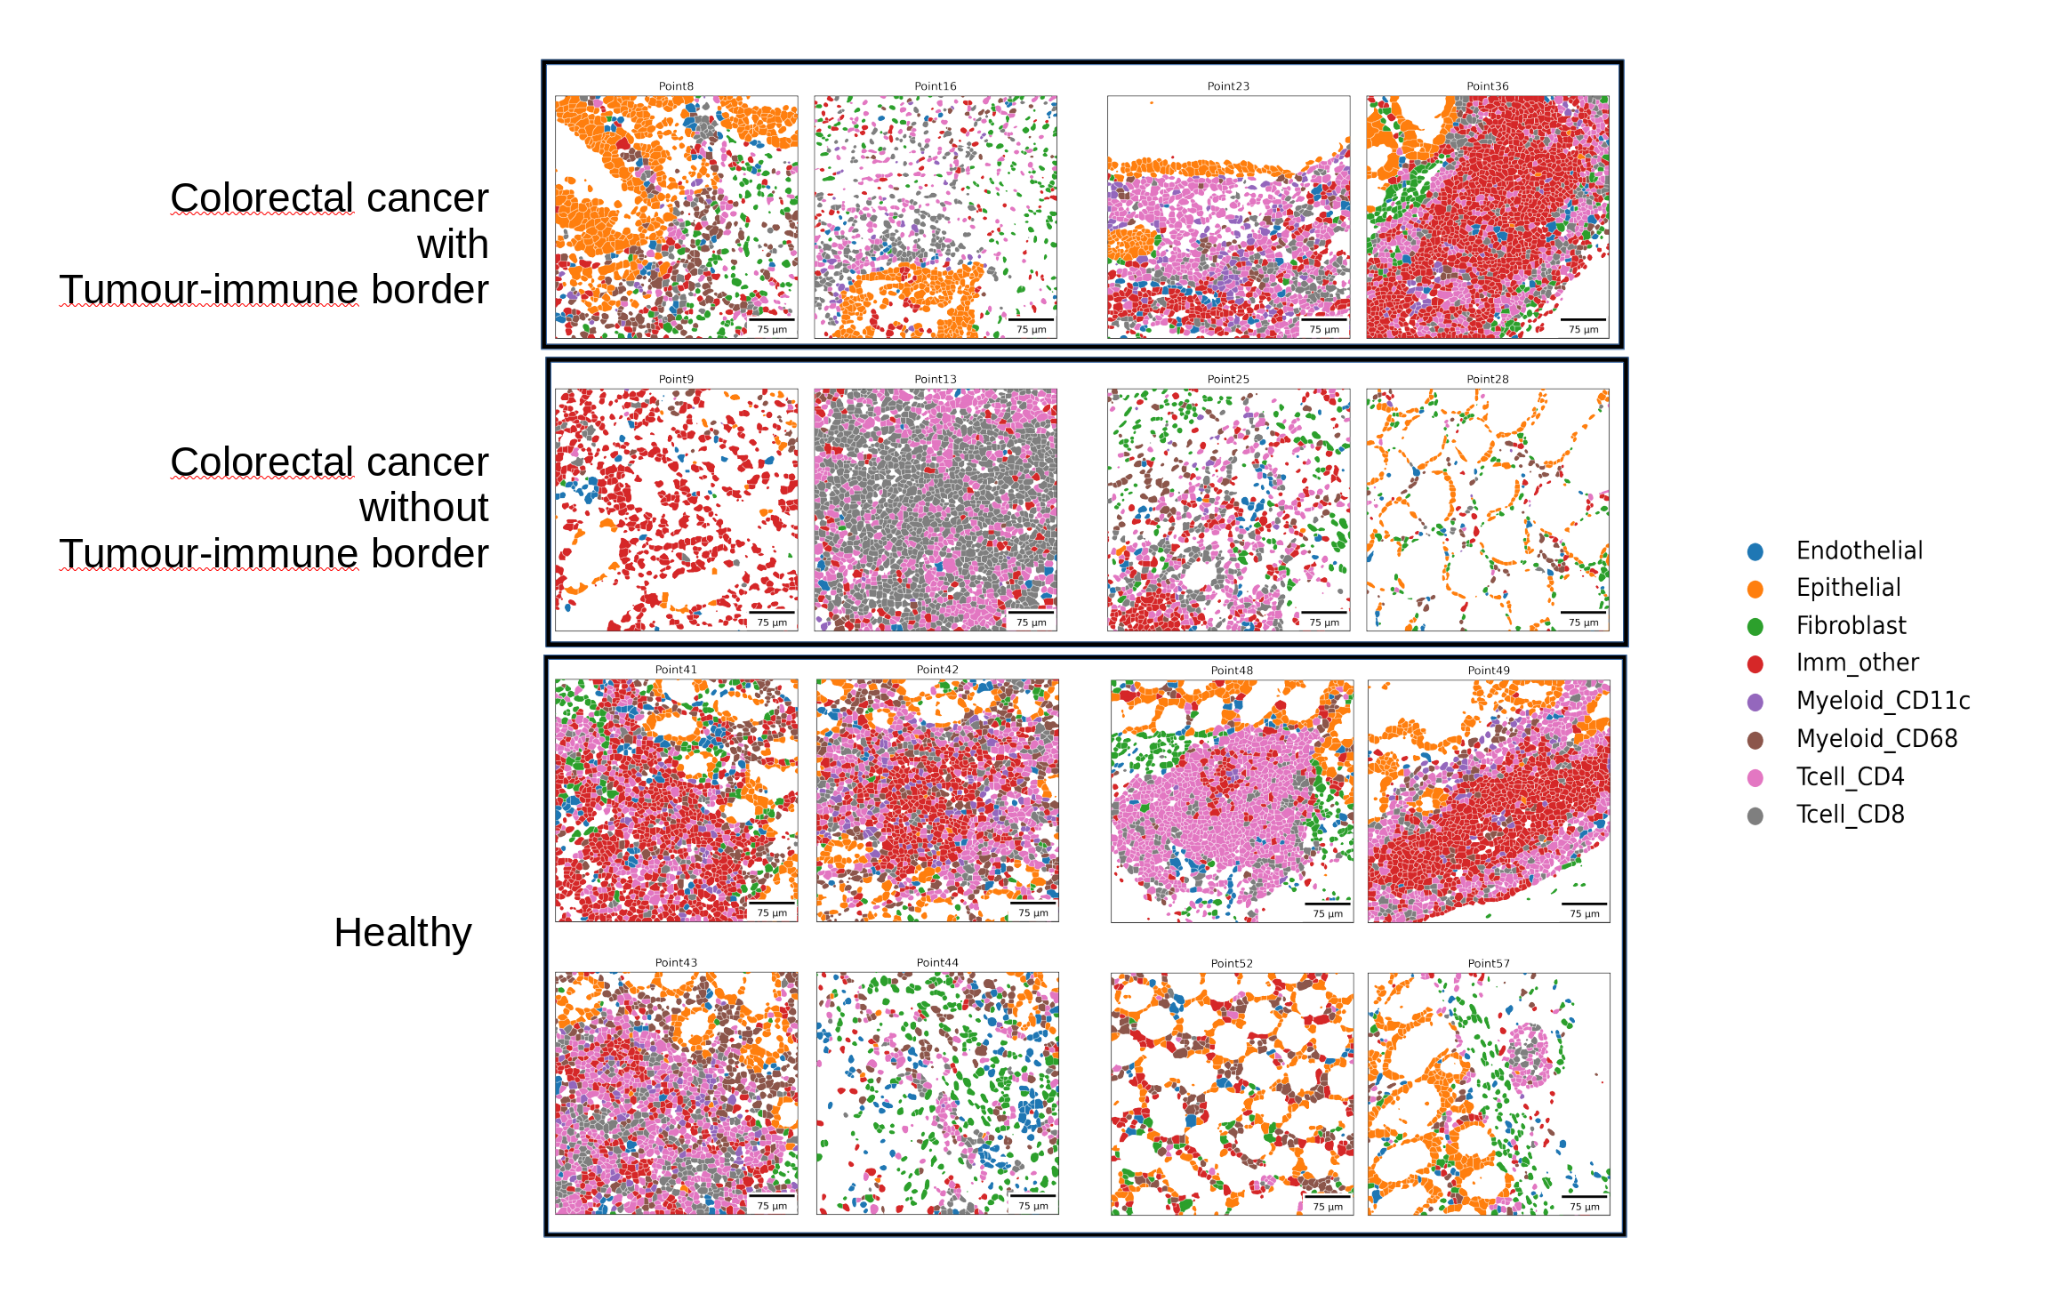 Colorectal cancer
with
Tumour-immune border
Point8
Point16
Point23
Point36
75 µm
75 µm
75 µm
75 µm
Colorectal cancer
without
Tumour-immune border
Point9
Point13
Point25
Point28
75 µm
75 µm
75 µm
75 µm
Healthy
Point41
Point42
Point48
Point49
75 µm
75 µm
75 µm
75 µm
Point43
Point44
Point52
Point57
75 µm
75 µm
75 µm
75 µm
Endothelial
Epithelial
Fibroblast
Imm_other
Myeloid_CD11c
Myeloid_CD68
Tcell_CD4
Tcell_CD8